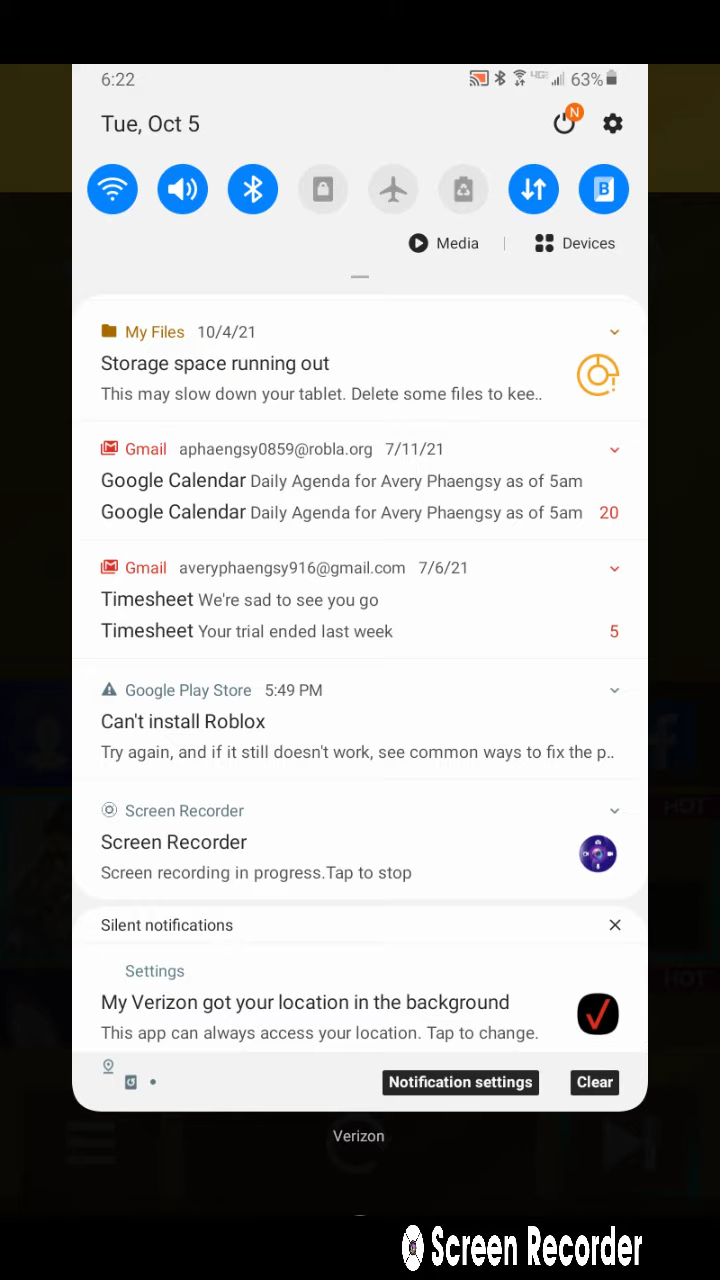 6:22
63%
Tue, Oct 5
N
B
Media
Devices
My Files 10/4/21
Storage space running out
This may slow down your tablet. Delete some files to kee..
Gmail aphaengsy0859@robla.org 7/11/21
Google Calendar Daily Agenda for Avery Phaengsy as of 5am
Google Calendar Daily Agenda for Avery Phaengsy as of 5am 20
Gmail averyphaengsy916@gmail.com 7/6/21
Timesheet We're sad to see you go
Timesheet Your trial ended last week 5
Google Play Store 5:49 PM
Can't install Roblox
Try again, and if it still doesn't work, see common ways to fix the p..
HOT
Screen Recorder
Screen Recorder
Screen recording in progress.Tap to stop
Silent notifications
Settings
HOT
My Verizon got your location in the background
This app can always access your location. Tap to change.
Notification settings
Clear
Verizon
Screen Recorder